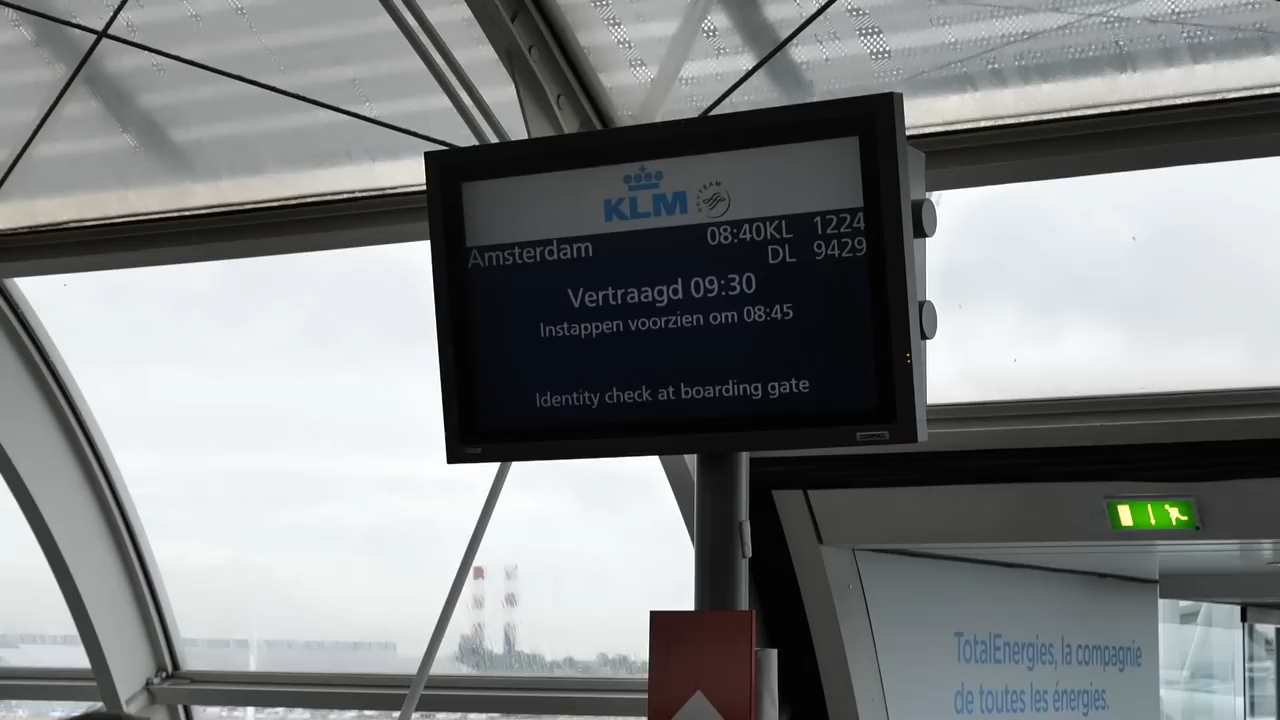 KLM
SKYTEAM
Amsterdam 08:40KL 1224
DL 9429
Vertraagd 09:30
Instappen voorzien om 08:45
Identity check at boarding gate
COMPAQ
TotalEnergies, la compagnie
de toutes les énergies.